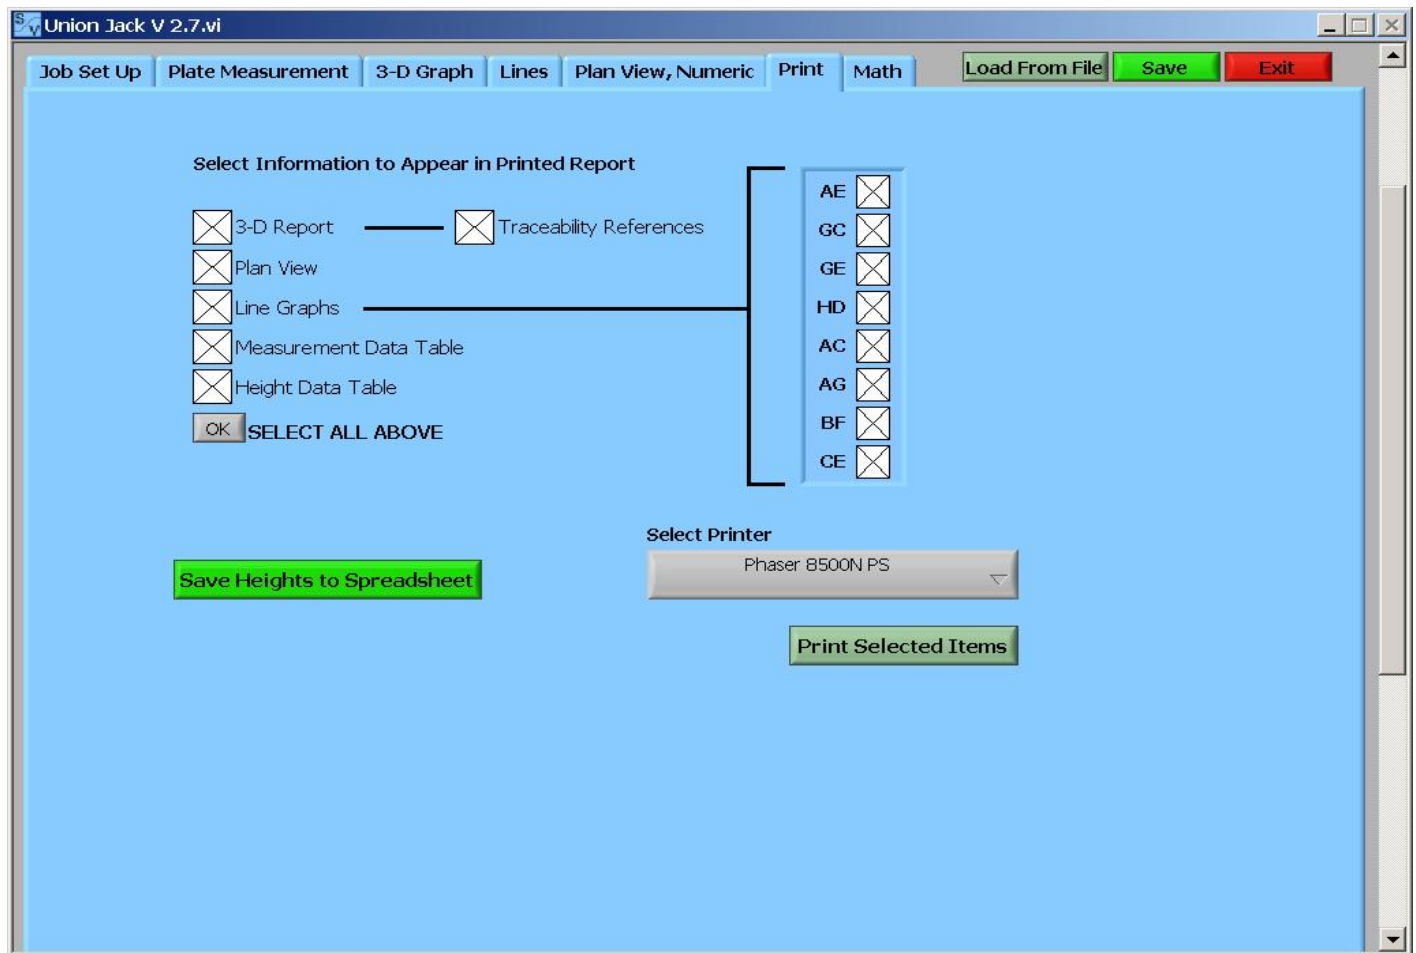 Union Jack V 2.7.vi
Job Set Up Plate Measurement 3-D Graph Lines Plan View, Numeric Print Math Load From File Save Exit
Select Information to Appear in Printed Report
3-D Report Traceability References
Plan View
Line Graphs
Measurement Data Table
Height Data Table
OK SELECT ALL ABOVE
AE
GC
GE
HD
AC
AG
BF
CE
Select Printer
Phaser 8500N PS
Save Heights to Spreadsheet
Print Selected Items